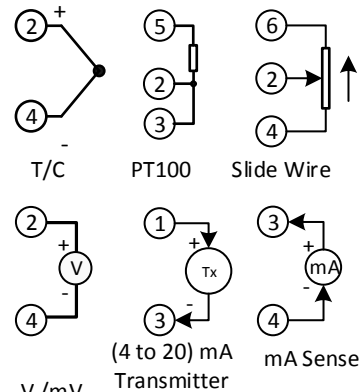 2 +
4 -
T/C
5
2
3
PT100
6
2
4
Slide Wire
2
+
V
-
4
V/mV
1
+
Tx
-
3
(4 to 20) mA
Transmitter
3
+
mA
-
4
mA Sense